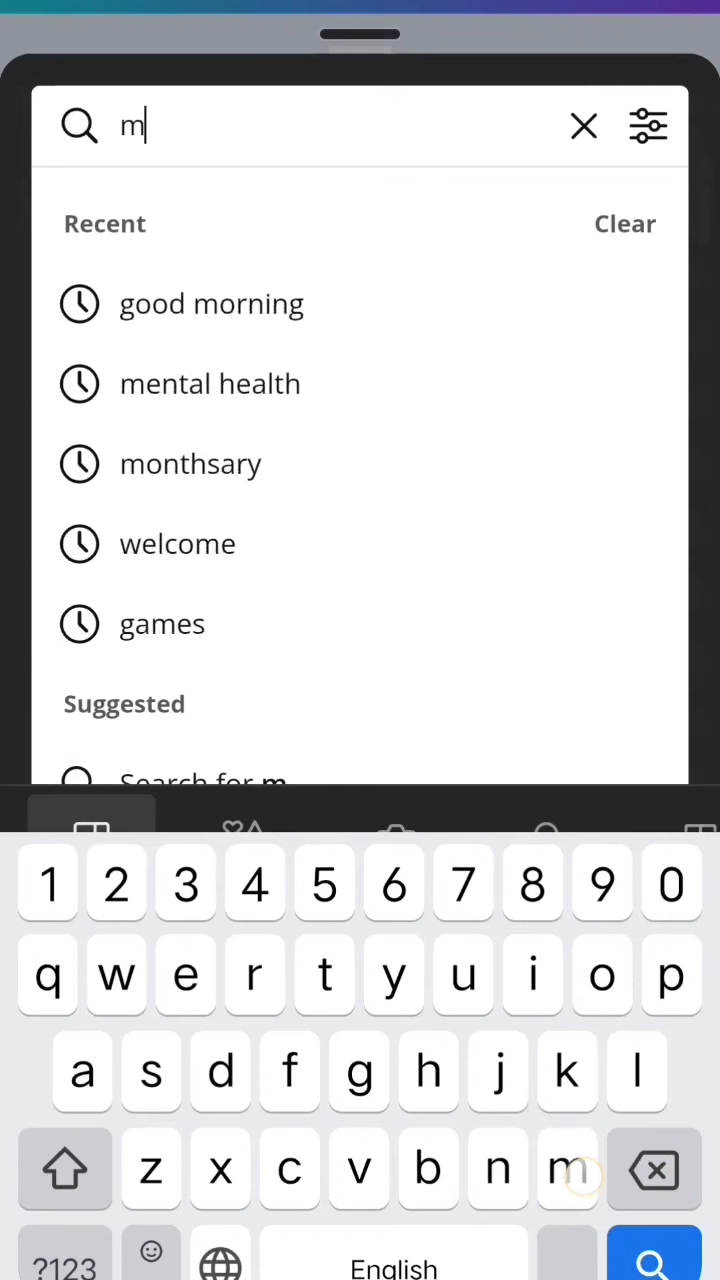 m
Recent Clear
good morning
mental health
monthsary
welcome
games
Suggested
Search for m
1 2 3 4 5 6 7 8 9 0
q w e r t y u i o p
a s d f g h j k l
z x c v b n m
?123 English